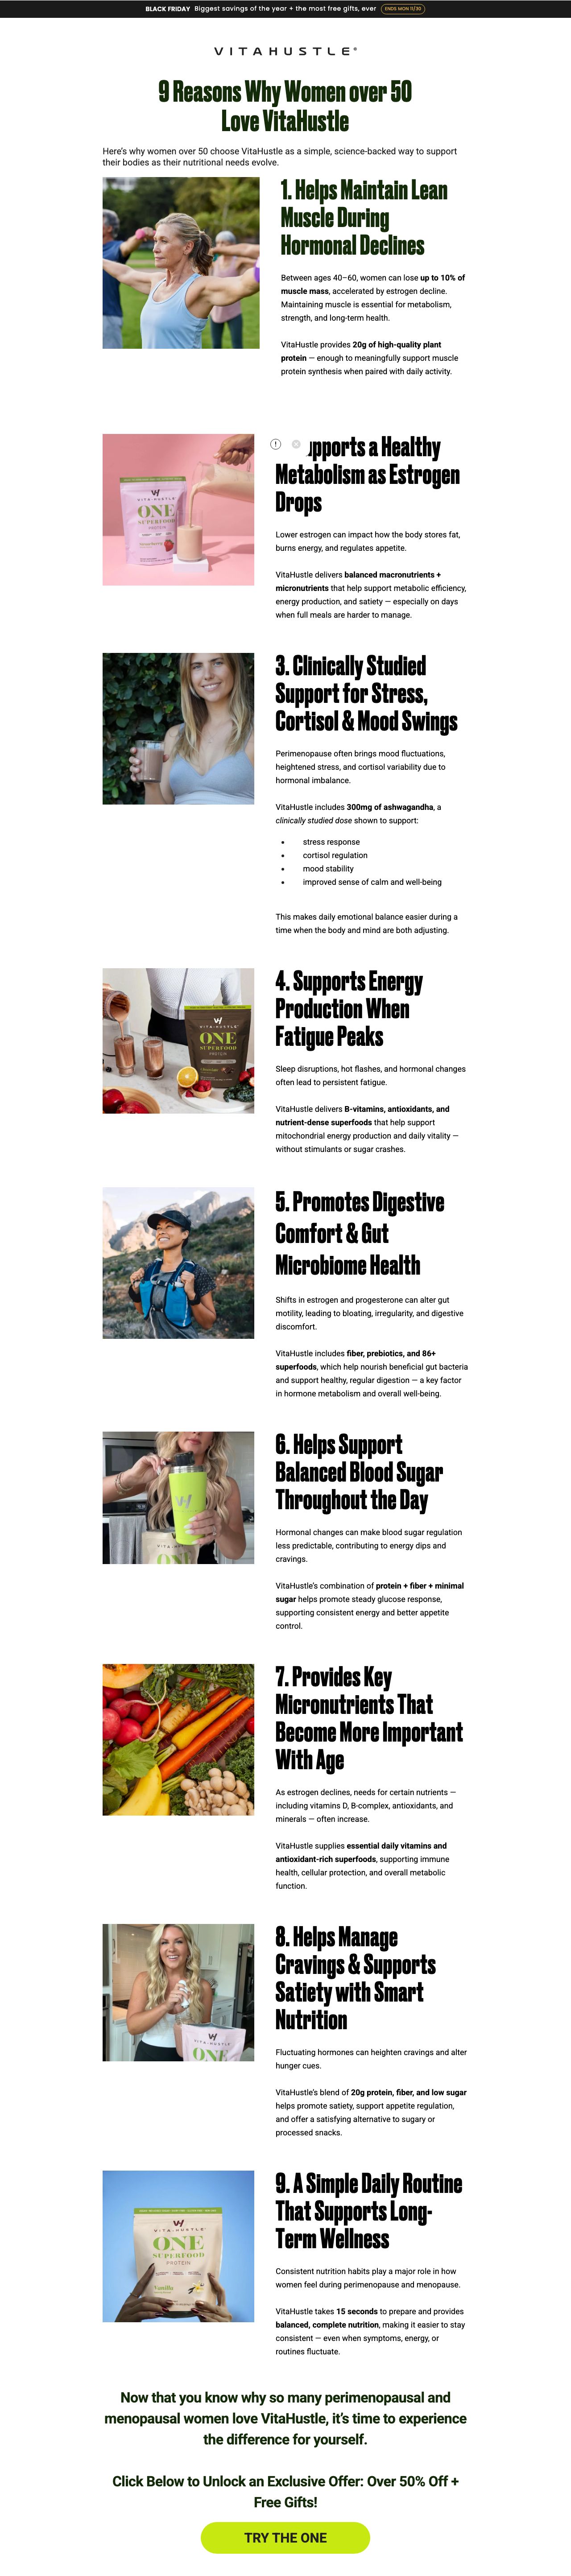 BLACK FRIDAY Biggest savings of the year + the most free gifts, ever ENDS MON 11/30
VITAHUSTLE®
9 Reasons Why Women over 50
Love VitaHustle
Here's why women over 50 choose VitaHustle as a simple, science-backed way to support
their bodies as their nutritional needs evolve.
1. Helps Maintain Lean
Muscle During
Hormonal Declines
Between ages 40–60, women can lose up to 10% of
muscle mass, accelerated by estrogen decline.
Maintaining muscle is essential for metabolism,
strength, and long-term health.
VitaHustle provides 20g of high-quality plant
protein — enough to meaningfully support muscle
protein synthesis when paired with daily activity.
VITA·HUSTLE
ONE
SUPERFOOD
PROTEIN
pports a Healthy
Metabolism as Estrogen
Drops
Lower estrogen can impact how the body stores fat,
burns energy, and regulates appetite.
VitaHustle delivers balanced macronutrients +
micronutrients that help support metabolic efficiency,
energy production, and satiety — especially on days
when full meals are harder to manage.
3. Clinically Studied
Support for Stress,
Cortisol & Mood Swings
Perimenopause often brings mood fluctuations,
heightened stress, and cortisol variability due to
hormonal imbalance.
VitaHustle includes 300mg of ashwagandha, a
clinically studied dose shown to support:
• stress response
• cortisol regulation
• mood stability
• improved sense of calm and well-being
This makes daily emotional balance easier during a
time when the body and mind are both adjusting.
VITA·HUSTLE
ONE
SUPERFOOD
PROTEIN
4. Supports Energy
Production When
Fatigue Peaks
Sleep disruptions, hot flashes, and hormonal changes
often lead to persistent fatigue.
VitaHustle delivers B-vitamins, antioxidants, and
nutrient-dense superfoods that help support
mitochondrial energy production and daily vitality —
without stimulants or sugar crashes.
5. Promotes Digestive
Comfort & Gut
Microbiome Health
Shifts in estrogen and progesterone can alter gut
motility, leading to bloating, irregularity, and digestive
discomfort.
VitaHustle includes fiber, prebiotics, and 86+
superfoods, which help nourish beneficial gut bacteria
and support healthy, regular digestion — a key factor
in hormone metabolism and overall well-being.
6. Helps Support
Balanced Blood Sugar
Throughout the Day
Hormonal changes can make blood sugar regulation
less predictable, contributing to energy dips and
cravings.
VitaHustle's combination of protein + fiber + minimal
sugar helps promote steady glucose response,
supporting consistent energy and better appetite
control.
7. Provides Key
Micronutrients That
Become More Important
With Age
As estrogen declines, needs for certain nutrients —
including vitamins D, B-complex, antioxidants, and
minerals — often increase.
VitaHustle supplies essential daily vitamins and
antioxidant-rich superfoods, supporting immune
health, cellular protection, and overall metabolic
function.
VITA·HUSTLE
ONE
8. Helps Manage
Cravings & Supports
Satiety with Smart
Nutrition
Fluctuating hormones can heighten cravings and alter
hunger cues.
VitaHustle's blend of 20g protein, fiber, and low sugar
helps promote satiety, support appetite regulation,
and offer a satisfying alternative to sugary or
processed snacks.
VITA·HUSTLE
ONE
SUPERFOOD
PROTEIN
Vanilla
9. A Simple Daily Routine
That Supports Long-
Term Wellness
Consistent nutrition habits play a major role in how
women feel during perimenopause and menopause.
VitaHustle takes 15 seconds to prepare and provides
balanced, complete nutrition, making it easier to stay
consistent — even when symptoms, energy, or
routines fluctuate.
Now that you know why so many perimenopausal and
menopausal women love VitaHustle, it's time to experience
the difference for yourself.
Click Below to Unlock an Exclusive Offer: Over 50% Off +
Free Gifts!
TRY THE ONE